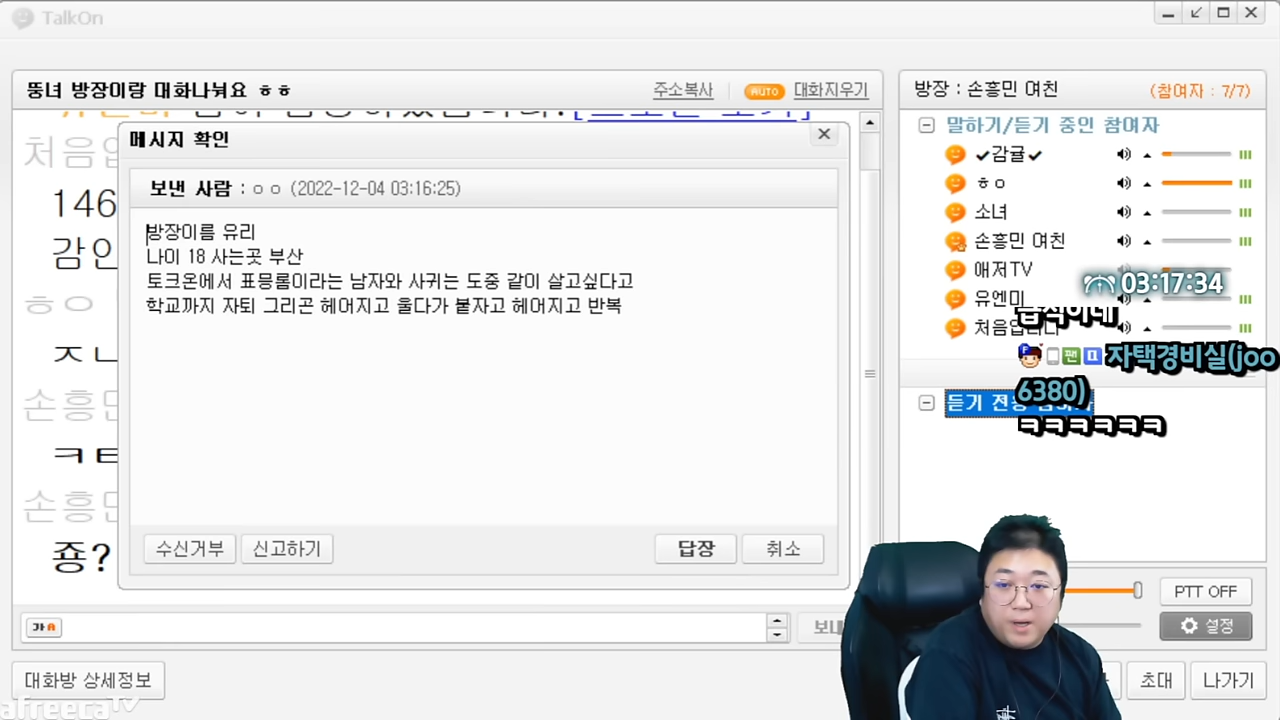 TalkOn
뚱녀 방장이랑 대화나눠요 ㅎㅎ
주소복사
AUTO
대화지우기
방장 : 손흥민 여친
(참여자 : 7/7)
말하기/듣기 중인 참여자
✔감귤✔
ㅎㅇ
소녀
손흥민 여친
애저TV
유엔미
03:17:34
팬
자택경비실(joo
6380)
듣기 전용
ㅋㅋㅋㅋㅋㅋ
처음입
146
감인
ㅎㅇ
손흥민
손흥민
죵?
메시지 확인
보낸 사람 : ㅇㅇ (2022-12-04 03:16:25)
방장이름 유리
나이 18 사는곳 부산
토크온에서 표믕롬이라는 남자와 사귀는 도중 같이 살고싶다고
학교까지 자퇴 그리곤 헤어지고 울다가 붙자고 헤어지고 반복
수신거부
신고하기
답장
취소
가A
PTT OFF
설정
대화방 상세정보
초대
나가기
afreecaTV